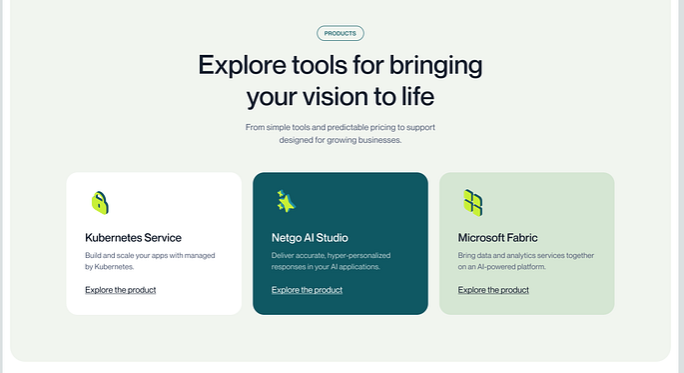 PRODUCTS
Explore tools for bringing
your vision to life
From simple tools and predictable pricing to support
designed for growing businesses.
Kubernetes Service
Build and scale your apps with managed
by Kubernetes.
Explore the product
Netgo AI Studio
Deliver accurate, hyper-personalized
responses in your AI applications.
Explore the product
Microsoft Fabric
Bring data and analytics services together
on an AI-powered platform.
Explore the product